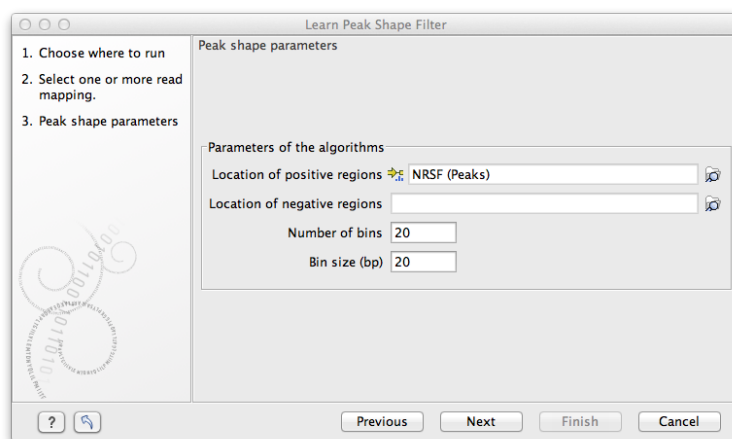 Learn Peak Shape Filter
1. Choose where to run
2. Select one or more read
mapping.
3. Peak shape parameters
Peak shape parameters
Parameters of the algorithms
Location of positive regions NRSF (Peaks)
Location of negative regions
Number of bins 20
Bin size (bp) 20
? Previous Next Finish Cancel